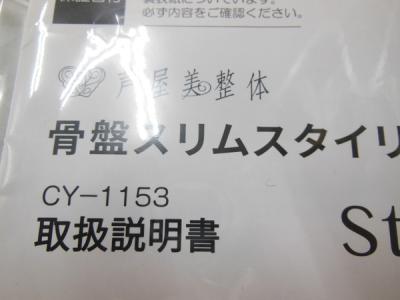 必ず内容をご確認ください。
芦屋美整体
骨盤スリムスタイリ
CY-1153
取扱説明書
St